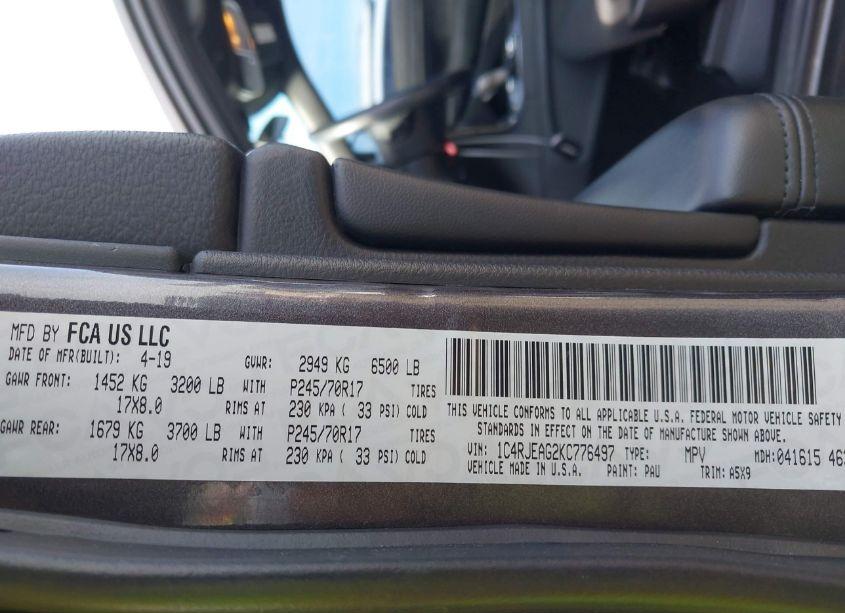 MFD BY FCA US LLC
DATE OF MFR(BUILT): 4-19 GVWR: 2949 KG 6500 LB
GAWR FRONT: 1452 KG 3200 LB WITH P245/70R17 TIRES
17X8.0 RIMS AT 230 KPA ( 33 PSI) COLD
GAWR REAR: 1679 KG 3700 LB WITH P245/70R17 TIRES
17X8.0 RIMS AT 230 KPA ( 33 PSI) COLD
THIS VEHICLE CONFORMS TO ALL APPLICABLE U.S.A. FEDERAL MOTOR VEHICLE SAFETY
STANDARDS IN EFFECT ON THE DATE OF MANUFACTURE SHOWN ABOVE.
VIN: 1C4RJEAG2KC776497 TYPE: MPV MDH:041615 463
VEHICLE MADE IN U.S.A. PAINT: PAU TRIM: A5X9